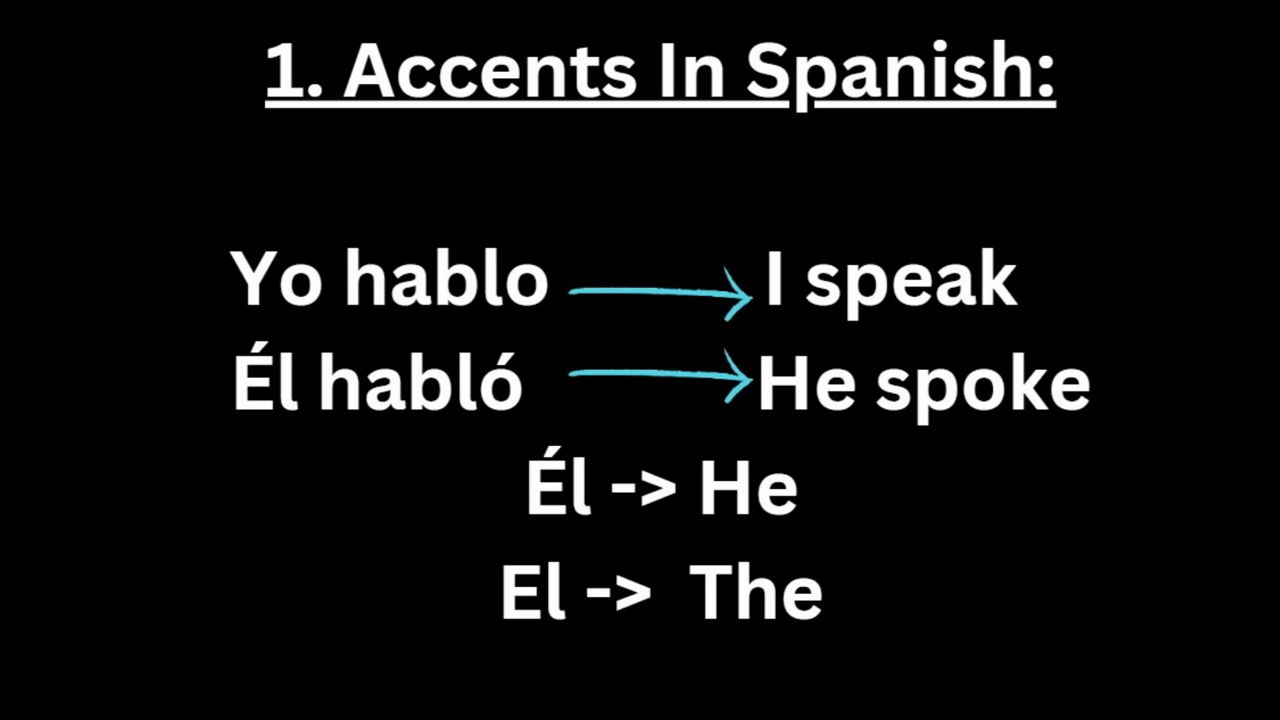 1. Accents In Spanish:
Yo hablo I speak
Él habló He spoke
Él -> He
El -> The